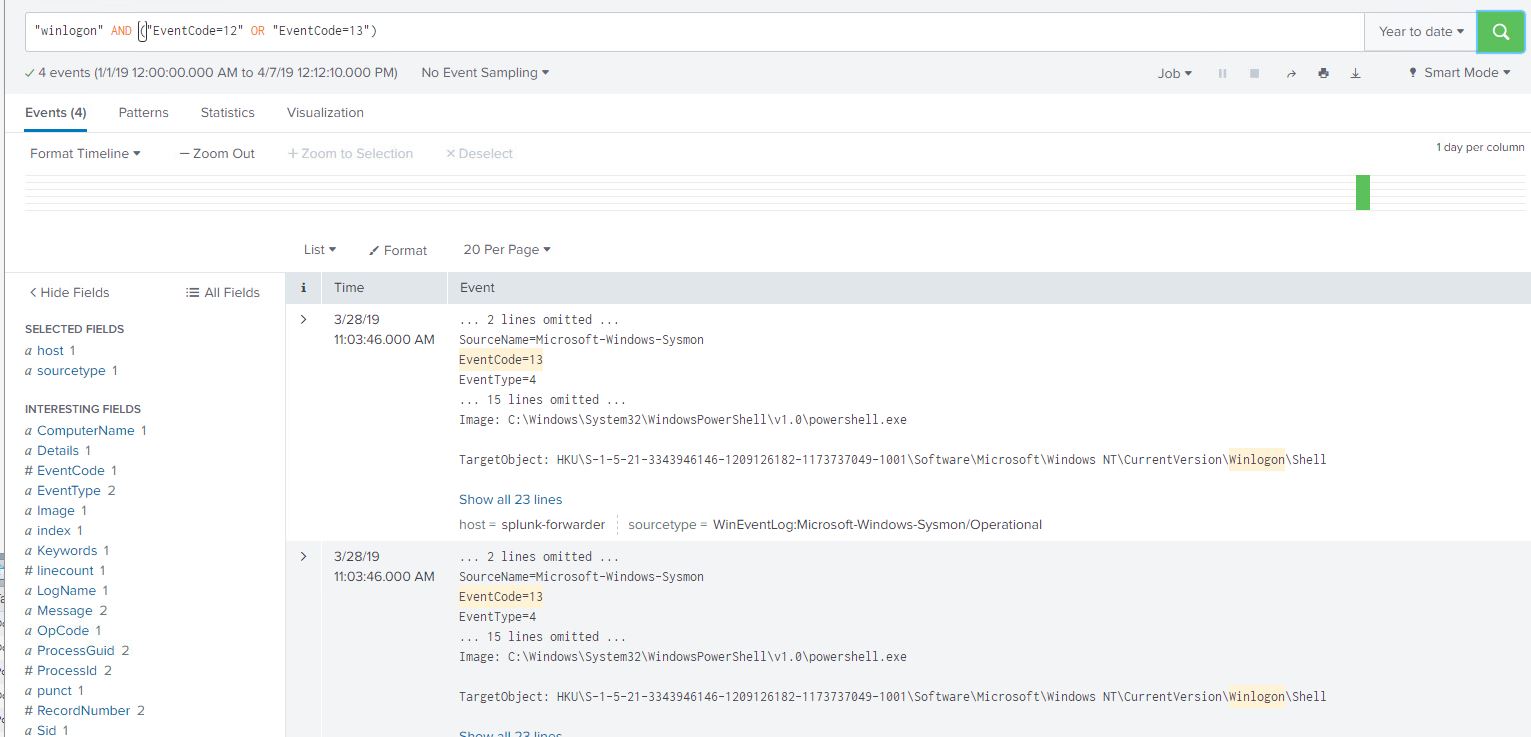 "winlogon" AND ("EventCode=12" OR "EventCode=13")
Year to date
4 events (1/1/19 12:00:00.000 AM to 4/7/19 12:12:10.000 PM)
No Event Sampling
Job
Smart Mode
Events (4)
Patterns
Statistics
Visualization
Format Timeline
— Zoom Out
+ Zoom to Selection
× Deselect
1 day per column
List
Format
20 Per Page
< Hide Fields
All Fields
i
Time
Event
SELECTED FIELDS
a host 1
a sourcetype 1
INTERESTING FIELDS
a ComputerName 1
a Details 1
# EventCode 1
a EventType 2
a Image 1
a index 1
a Keywords 1
# linecount 1
a LogName 1
a Message 2
a OpCode 1
a ProcessGuid 2
# ProcessId 2
a punct 1
# RecordNumber 2
a Sid 1
3/28/19
11:03:46.000 AM
... 2 lines omitted ...
SourceName=Microsoft-Windows-Sysmon
EventCode=13
EventType=4
... 15 lines omitted ...
Image: C:\Windows\System32\WindowsPowerShell\v1.0\powershell.exe
TargetObject: HKU\S-1-5-21-3343946146-1209126182-1173737049-1001\Software\Microsoft\Windows NT\CurrentVersion\Winlogon\Shell
Show all 23 lines
host = splunk-forwarder
sourcetype = WinEventLog:Microsoft-Windows-Sysmon/Operational
3/28/19
11:03:46.000 AM
... 2 lines omitted ...
SourceName=Microsoft-Windows-Sysmon
EventCode=13
EventType=4
... 15 lines omitted ...
Image: C:\Windows\System32\WindowsPowerShell\v1.0\powershell.exe
TargetObject: HKU\S-1-5-21-3343946146-1209126182-1173737049-1001\Software\Microsoft\Windows NT\CurrentVersion\Winlogon\Shell
Show all 23 lines